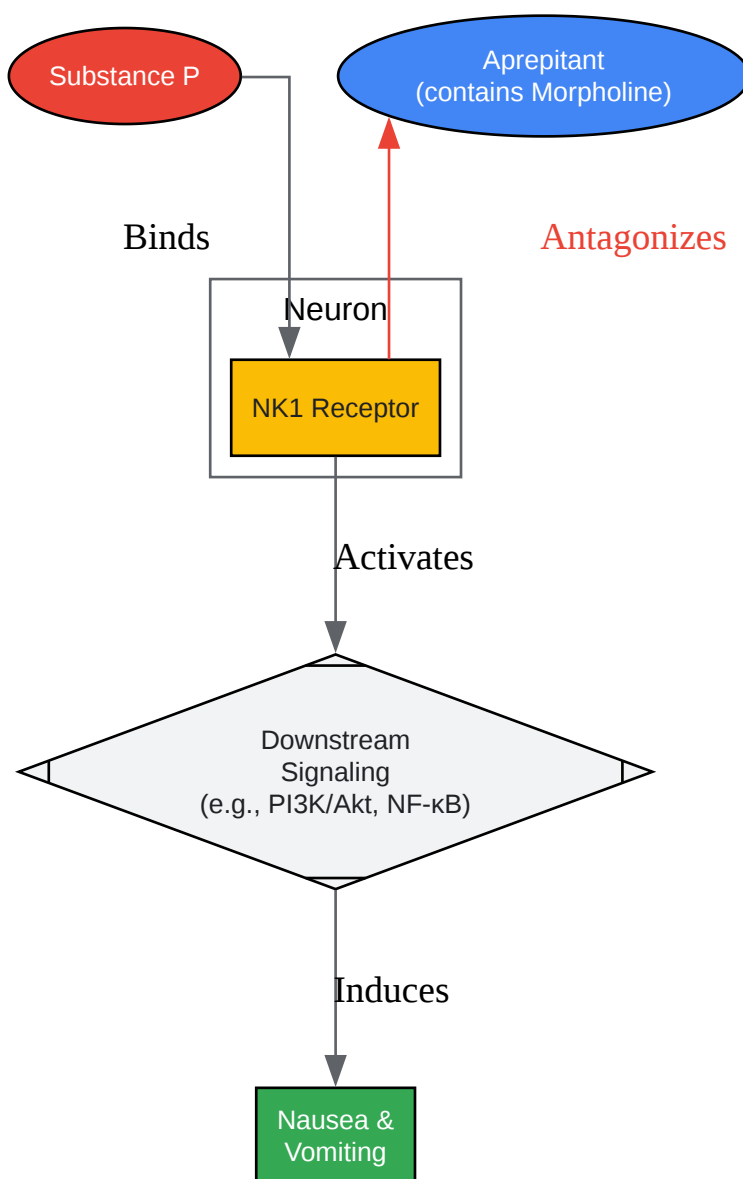 Substance P
Aprepitant
(contains Morpholine)
Binds
Antagonizes
Neuron
NK1 Receptor
Activates
Downstream
Signaling
(e.g., PI3K/Akt, NF-κB)
Induces
Nausea &
Vomiting